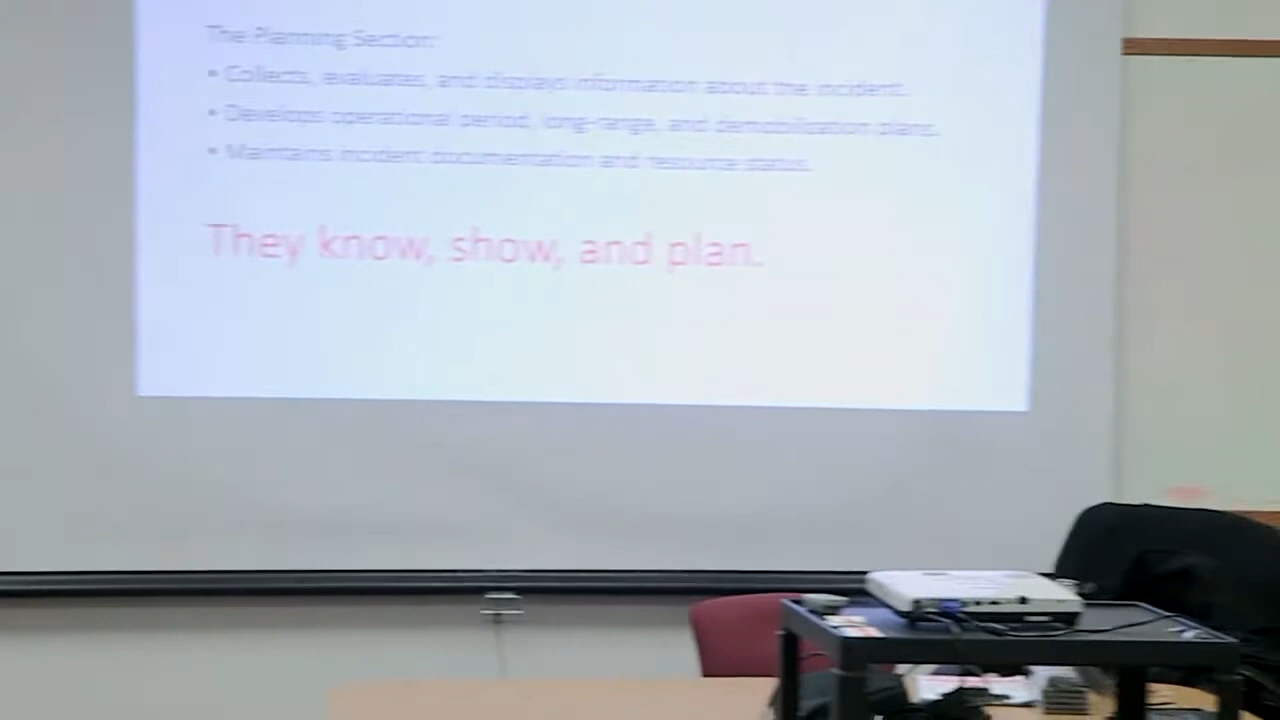 The Planning Section:
• Collects, evaluates, and displays information about the incident.
• Develops operational period, long-range, and demobilization plans.
• Maintains incident documentation and resource status.
They know, show, and plan.